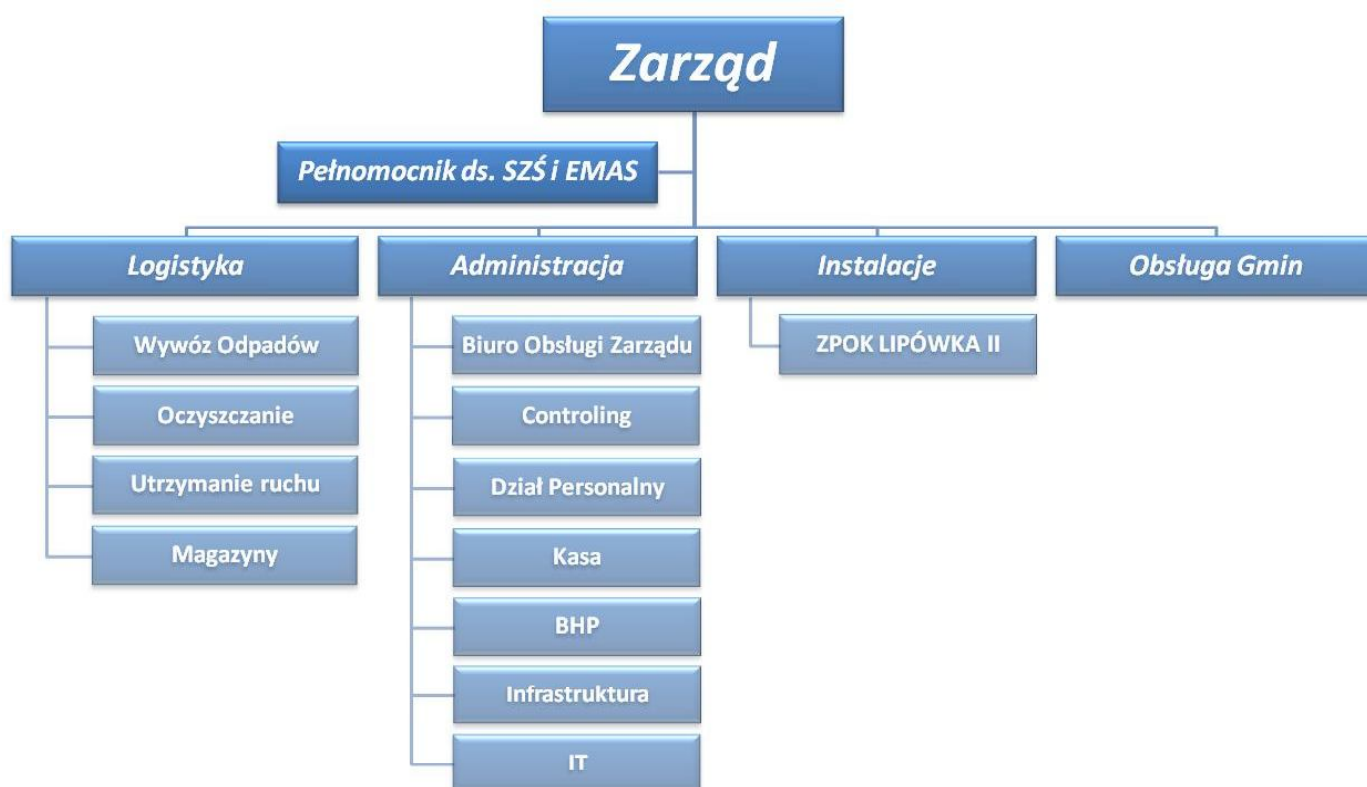 Zarząd
Pełnomocnik ds. SZŚ i EMAS
Logistyka
Wywóz Odpadów
Oczyszczanie
Utrzymanie ruchu
Magazyny
Administracja
Biuro Obsługi Zarządu
Controling
Dział Personalny
Kasa
BHP
Infrastruktura
IT
Instalacje
ZPOK LIPÓWKA II
Obsługa Gmin